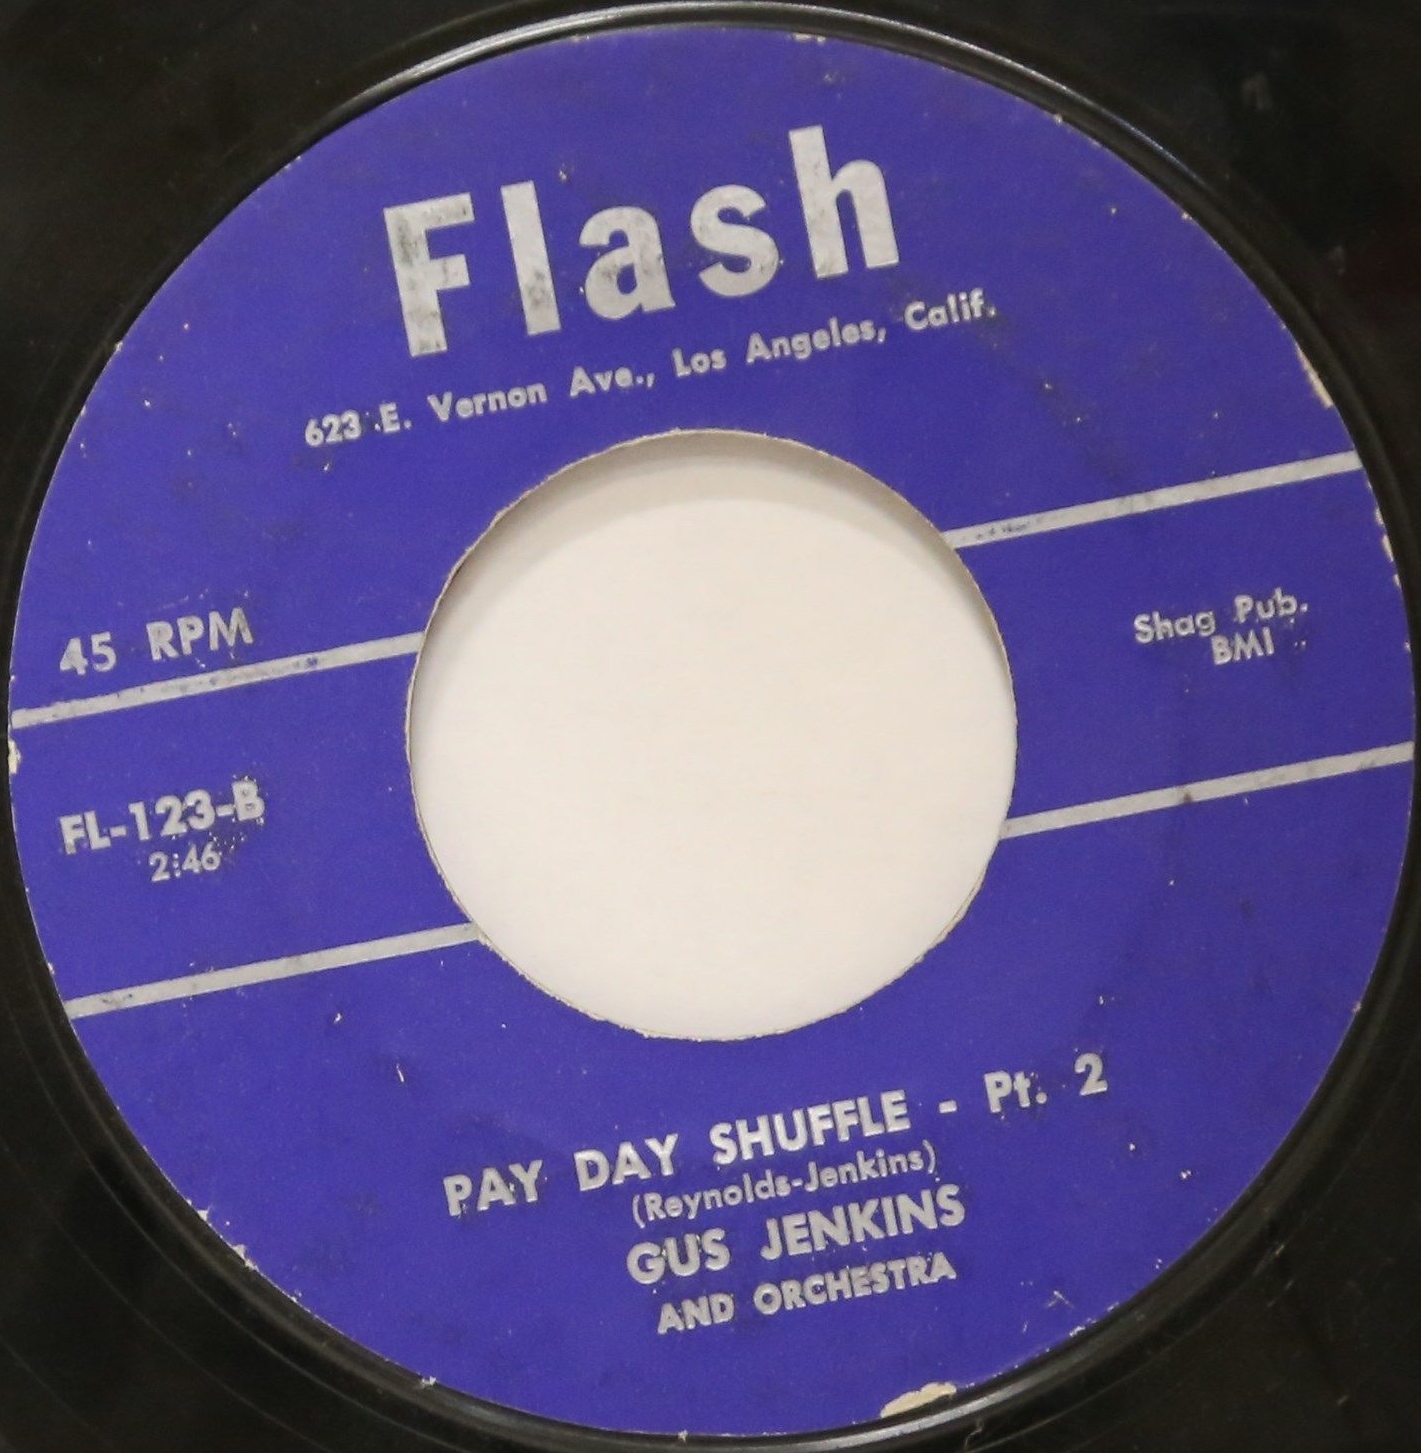 Flash
623 E. Vernon Ave., Los Angeles, Calif.
45 RPM
Shag Pub.
BMI
FL-123-B
2:46
PAY DAY SHUFFLE - Pt. 2
(Reynolds-Jenkins)
GUS JENKINS
AND ORCHESTRA